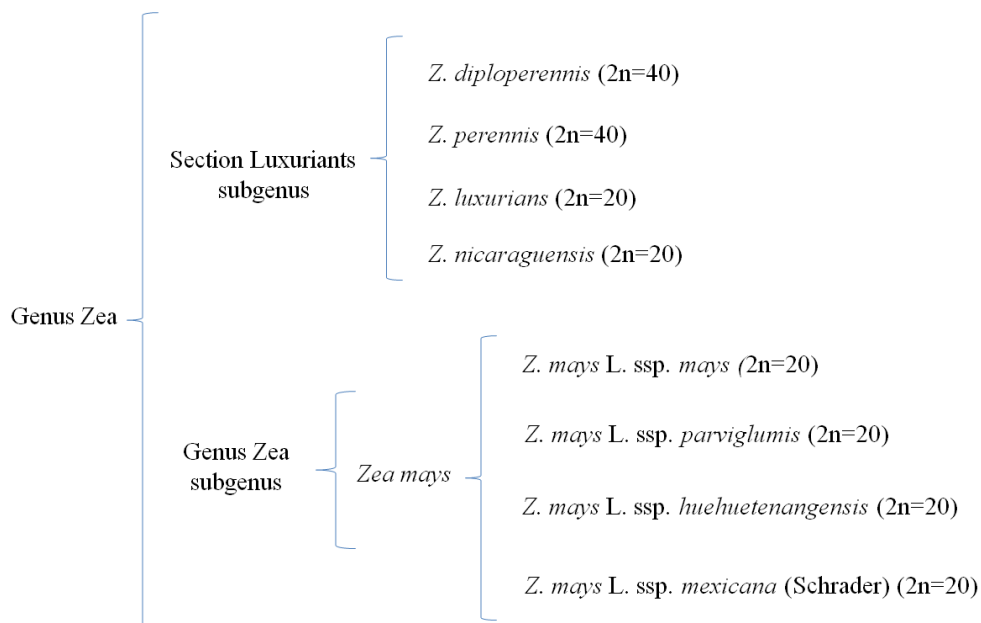 Genus Zea
Section Luxuriants
subgenus
Z. diploperennis (2n=40)
Z. perennis (2n=40)
Z. luxurians (2n=20)
Z. nicaraguensis (2n=20)
Genus Zea
subgenus
Zea mays
Z. mays L. ssp. mays (2n=20)
Z. mays L. ssp. parviglumis (2n=20)
Z. mays L. ssp. huehuetenangensis (2n=20)
Z. mays L. ssp. mexicana (Schrader) (2n=20)